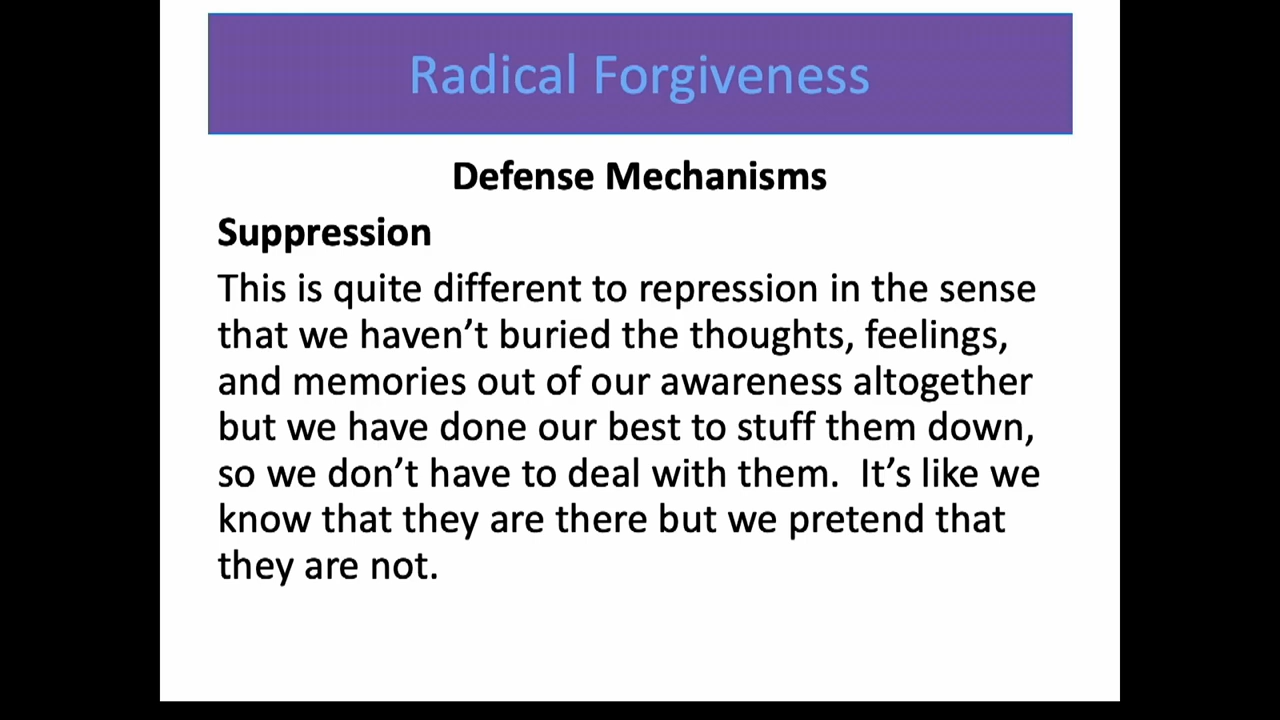 Radical Forgiveness
Defense Mechanisms
Suppression
This is quite different to repression in the sense
that we haven’t buried the thoughts, feelings,
and memories out of our awareness altogether
but we have done our best to stuff them down,
so we don’t have to deal with them.  It’s like we
know that they are there but we pretend that
they are not.